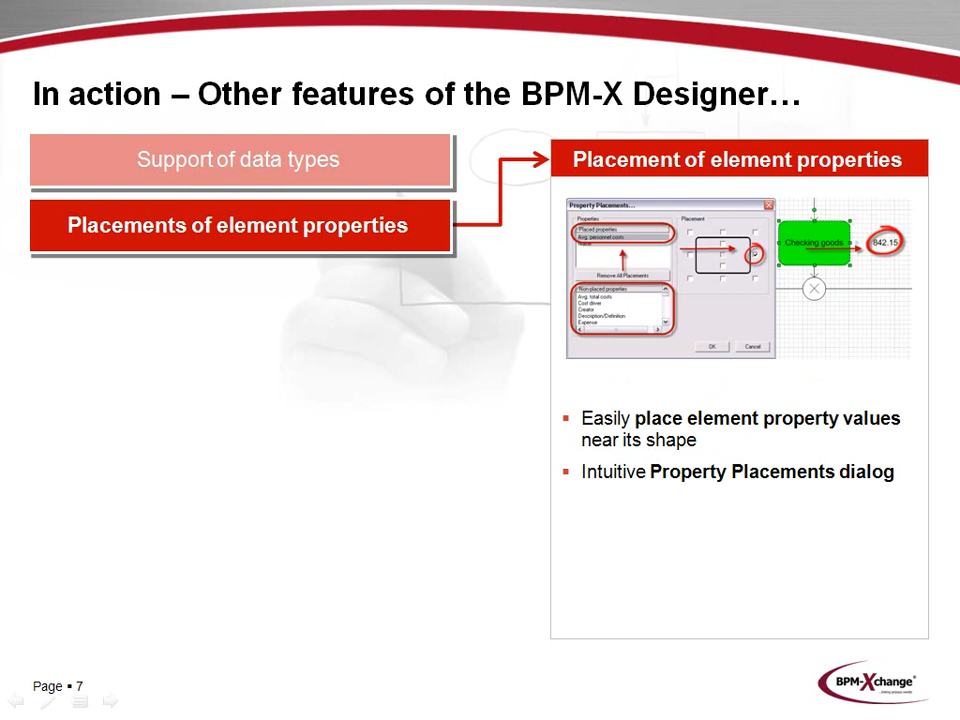 In action – Other features of the BPM-X Designer…
Support of data types
Placements of element properties
Placement of element properties
Property Placements...
Properties
Placement
Placed properties
Avg. personnel costs
Name
Remove All Placements
Non-placed properties
Avg. total costs
Cost driver
Creator
Description/Definition
Expense
OK
Cancel
Checking goods
842.15
▪ Easily place element property values
near its shape
▪ Intuitive Property Placements dialog
Page ▪ 7
BPM-Xchange®